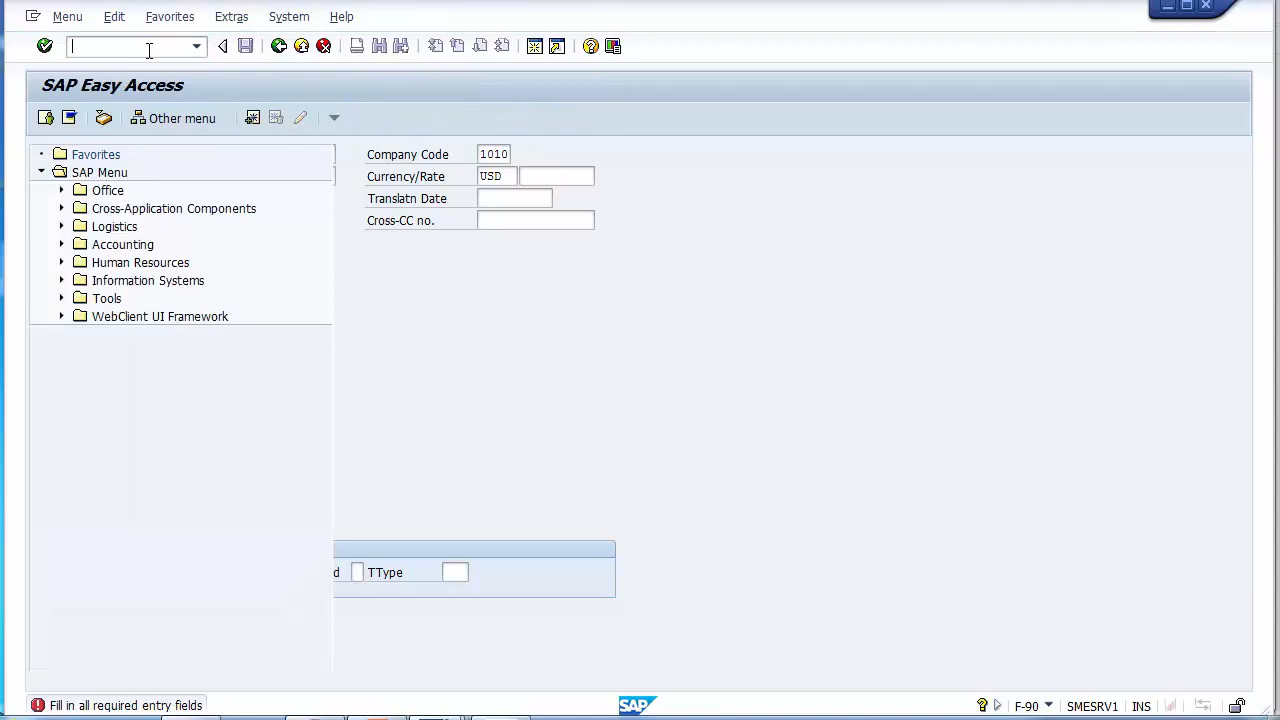 Menu Edit Favorites Extras System Help
SAP Easy Access
Other menu
Favorites
SAP Menu
Office
Cross-Application Components
Logistics
Accounting
Human Resources
Information Systems
Tools
WebClient UI Framework
Company Code 1010
Currency/Rate USD
Translatn Date
Cross-CC no.
d TType
Fill in all required entry fields
SAP
F-90 SMESRV1 INS